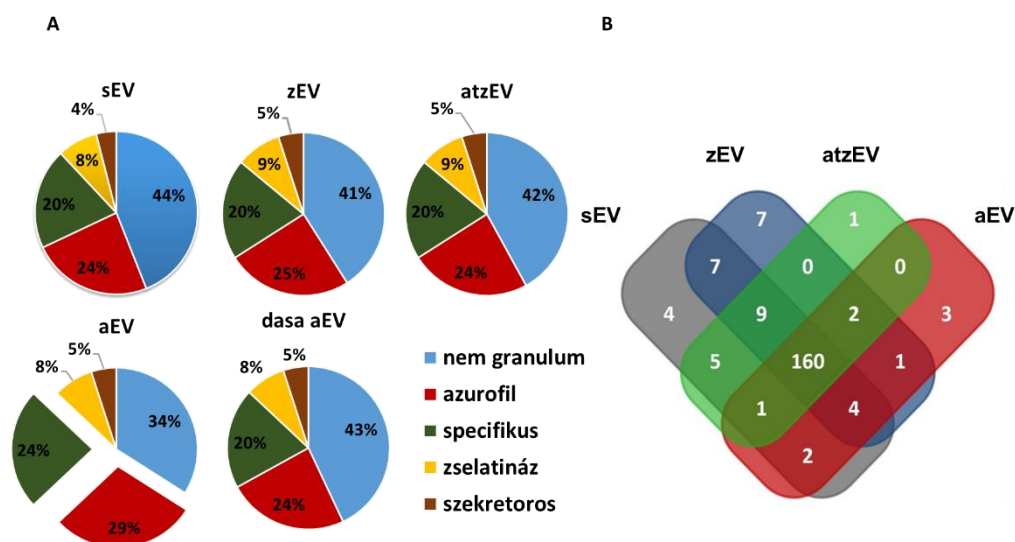 A
B
sEV
zEV
atzEV
4%
8%
44%
20%
24%
5%
9%
41%
20%
25%
5%
9%
42%
20%
24%
aEV
dasa aEV
5%
8%
34%
24%
29%
5%
8%
43%
20%
24%
nem granulum
azurofil
specifikus
zselatináz
szekretoros
zEV
atzEV
sEV
aEV
7
1
7
0
0
4
9
2
3
5
160
1
1
4
2